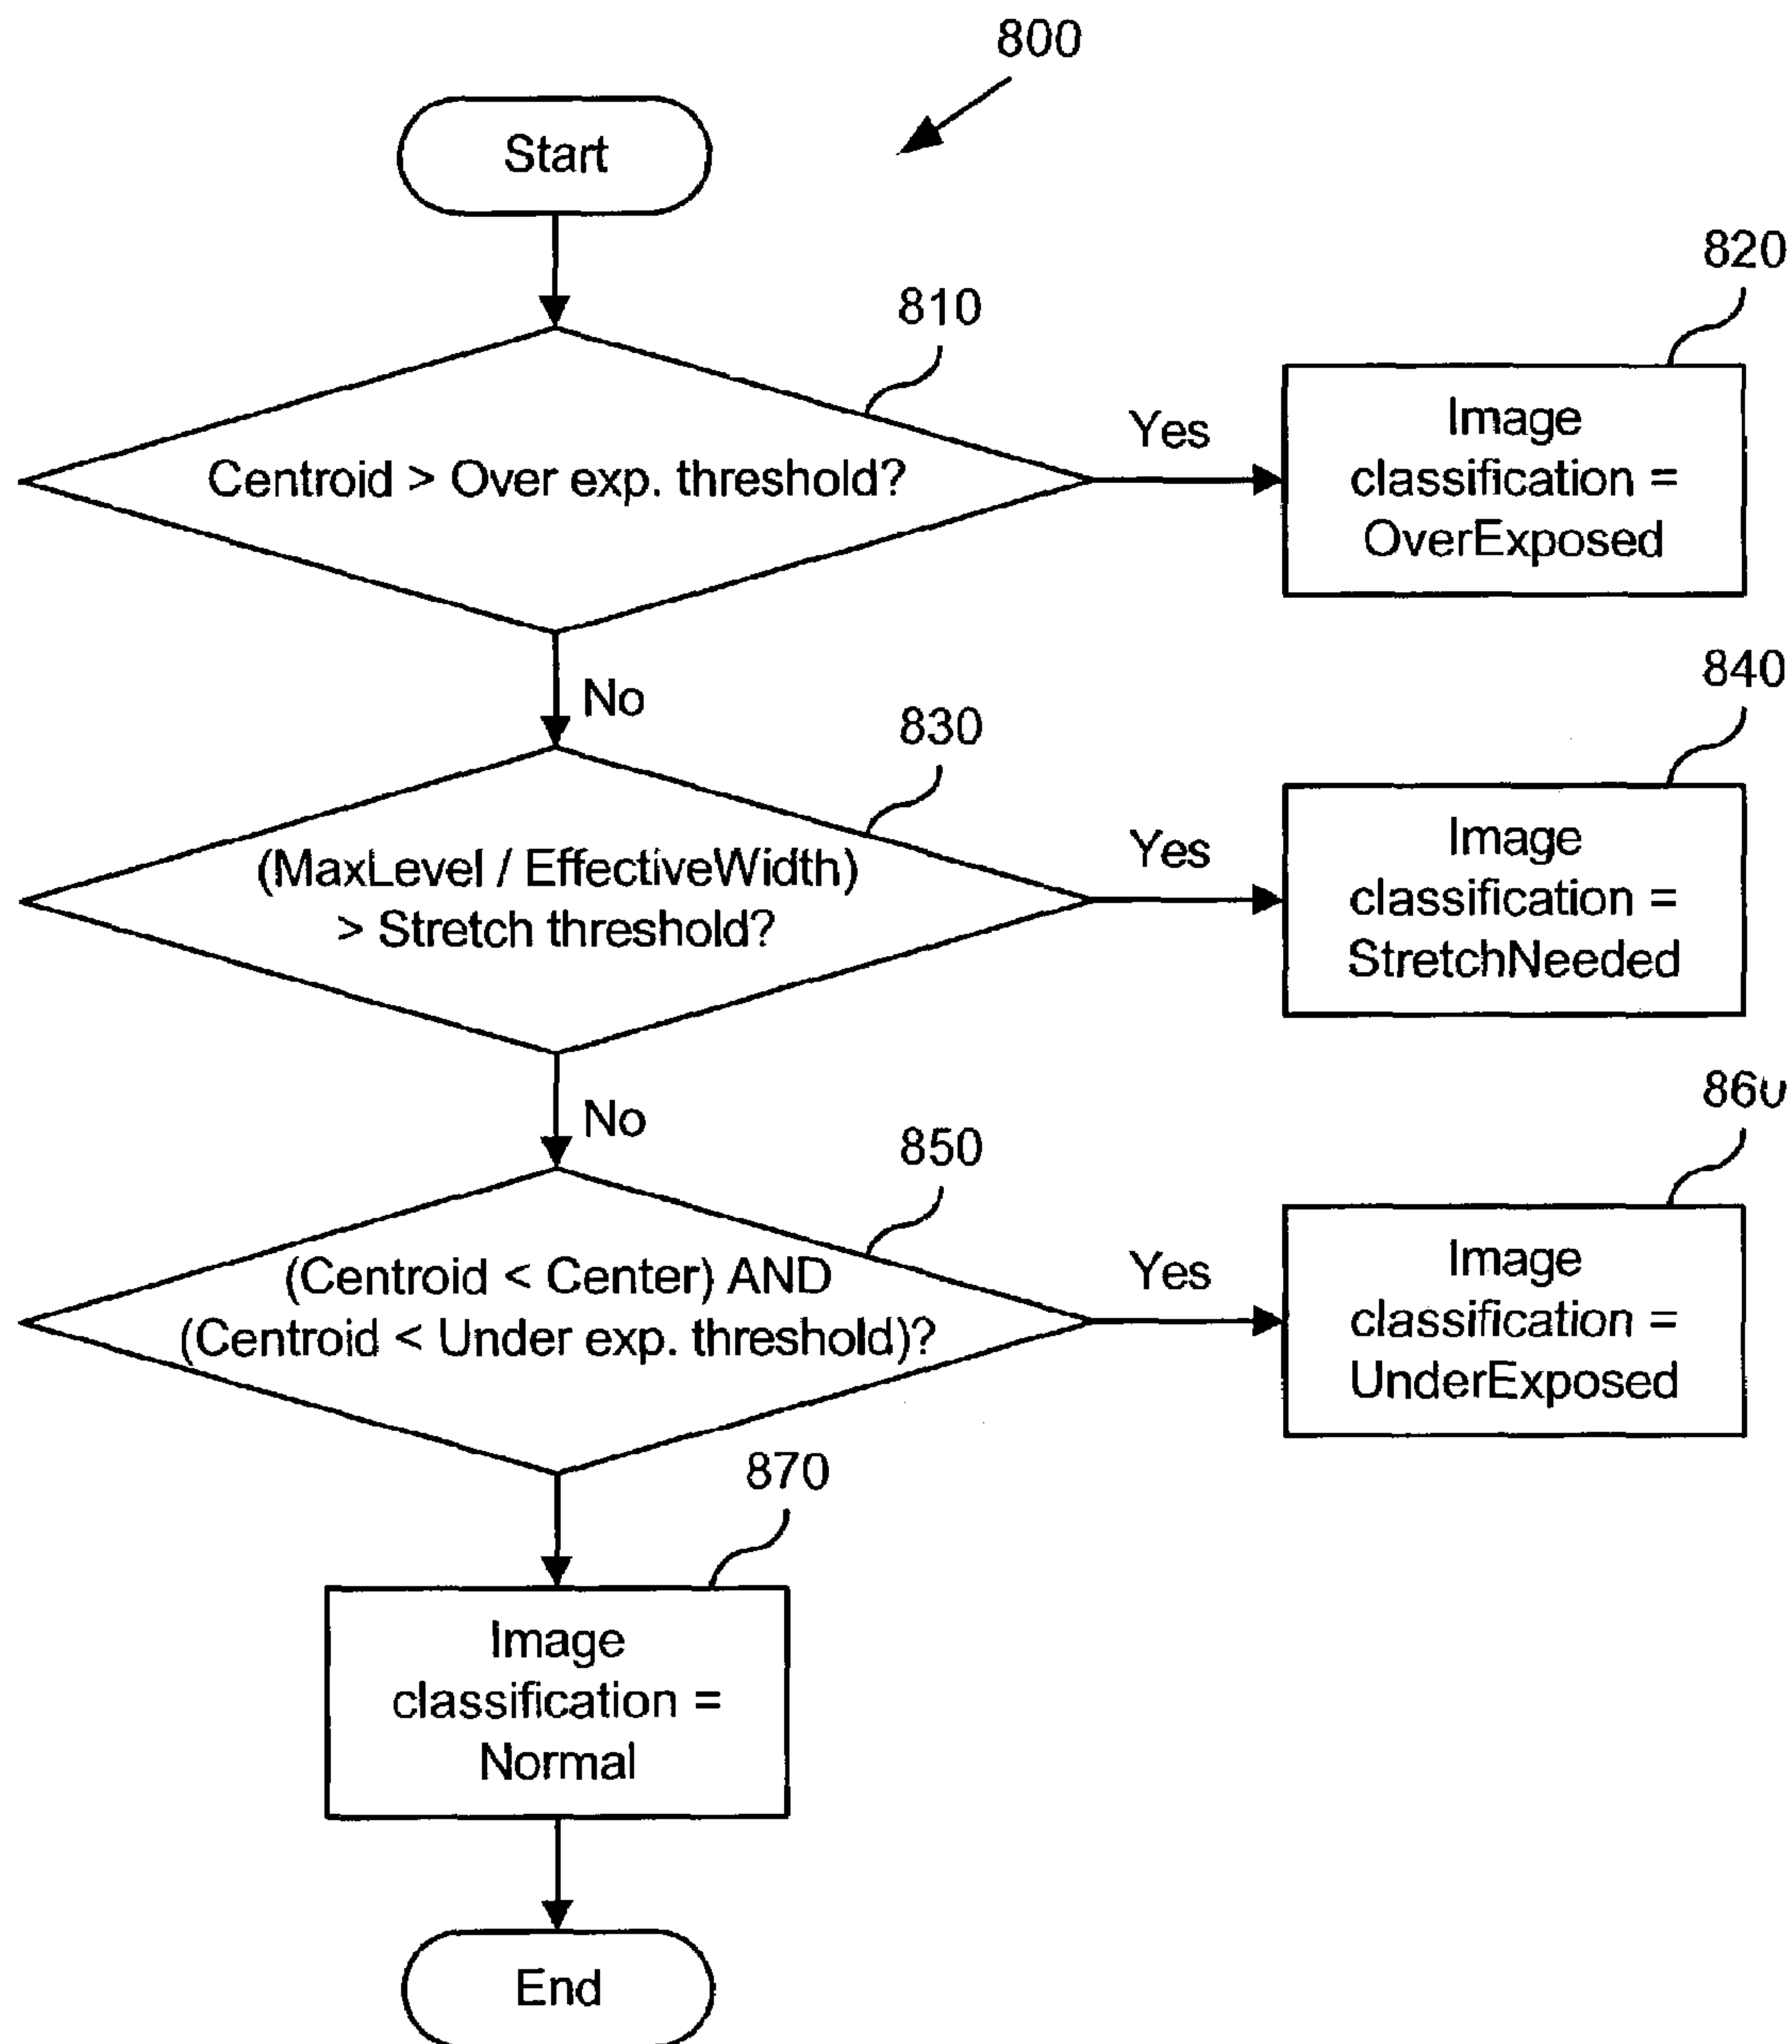 800
Start
810
820
Centroid > Over exp. threshold?
Yes
Image
classification =
OverExposed
No
830
840
(MaxLevel / EffectiveWidth)
> Stretch threshold?
Yes
Image
classification =
StretchNeeded
No
850
860
(Centroid < Center) AND
(Centroid < Under exp. threshold)?
Yes
Image
classification =
UnderExposed
870
Image
classification =
Normal
End